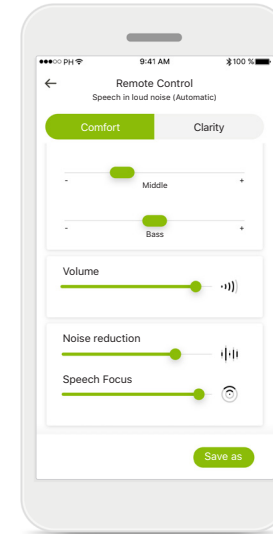 ●●●○○ PH 9:41 AM 100 %
Remote Control
Speech in loud noise (Automatic)
Comfort Clarity
- +
Middle
- +
Bass
Volume
Noise reduction
Speech Focus
Save as